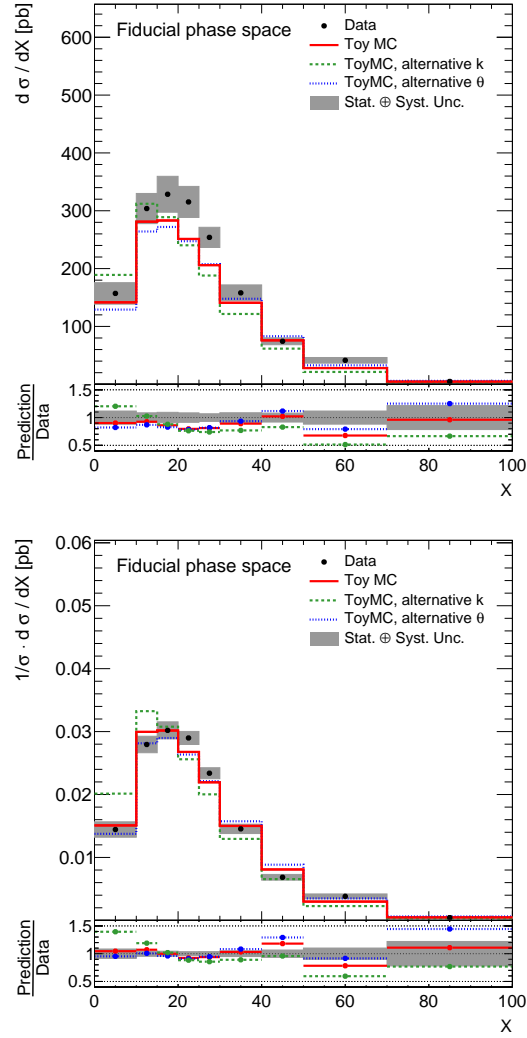 Fiducial phase space
Data
Toy MC
ToyMC, alternative k
ToyMC, alternative θ
Stat. ⊕ Syst. Unc.
d σ / dX [pb]
600
500
400
300
200
100
Prediction
Data
1.5
1
0.5
0 20 40 60 80 100
X
Fiducial phase space
Data
Toy MC
ToyMC, alternative k
ToyMC, alternative θ
Stat. ⊕ Syst. Unc.
1/σ · d σ / dX [pb]
0.06
0.05
0.04
0.03
0.02
0.01
Prediction
Data
1.5
1
0.5
0 20 40 60 80 100
X